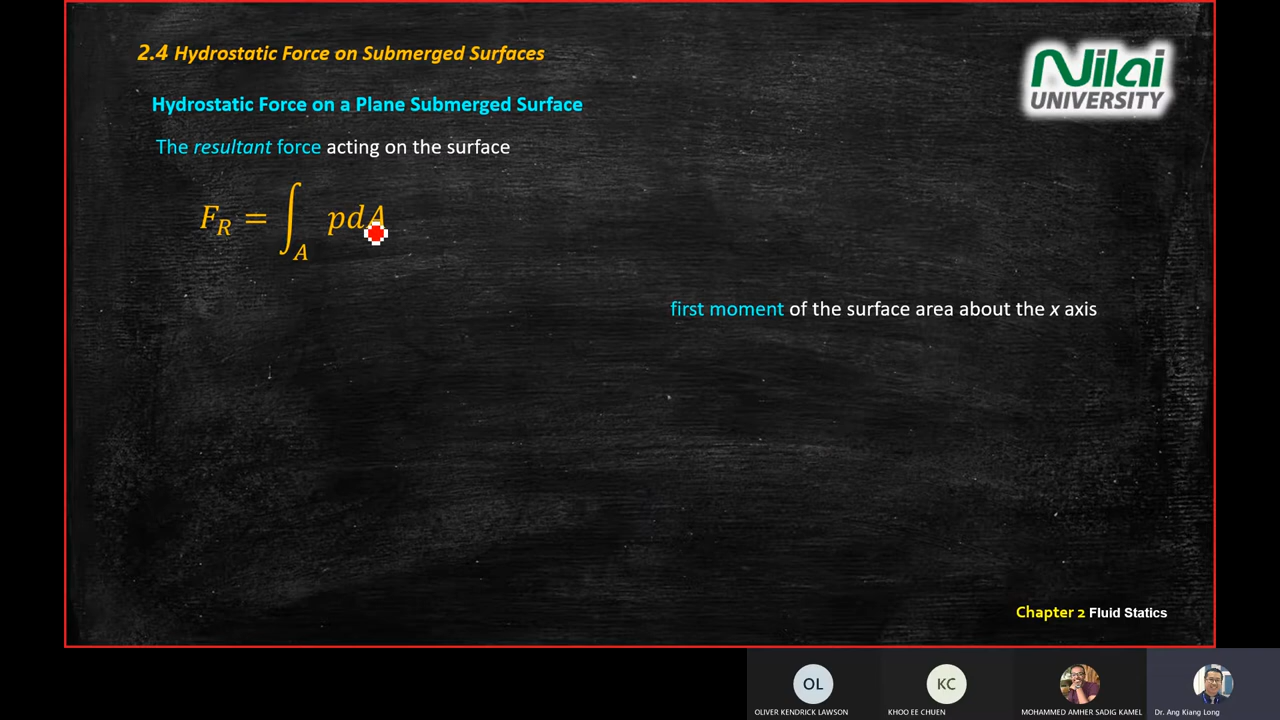 2.4 Hydrostatic Force on Submerged Surfaces
Nilai
UNIVERSITY
Hydrostatic Force on a Plane Submerged Surface
The resultant force acting on the surface
F_R = ∫_A pdA
first moment of the surface area about the x axis
Chapter 2 Fluid Statics
OL
KC
OLIVER KENDRICK LAWSON
KHOO EE CHUEN
MOHAMMED AMHER SADIG KAMEL
Dr. Ang Kiang Long